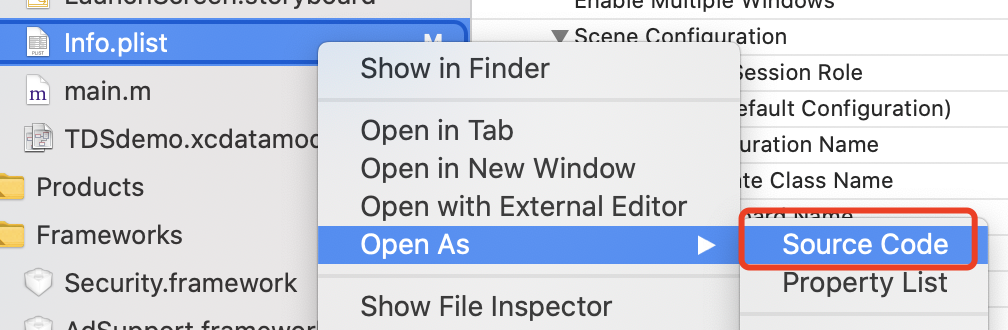 LaunchScreen.storyboard
Info.plist
M
main.m
TDSdemo.xcdatamod
Products
Frameworks
Security.framework
AdSupport.framework
Show in Finder
Open in Tab
Open in New Window
Open with External Editor
Open As
Show File Inspector
Source Code
Property List
Enable Multiple Windows
Scene Configuration
Session Role
efault Configuration)
uration Name
te Class Name
ard Name